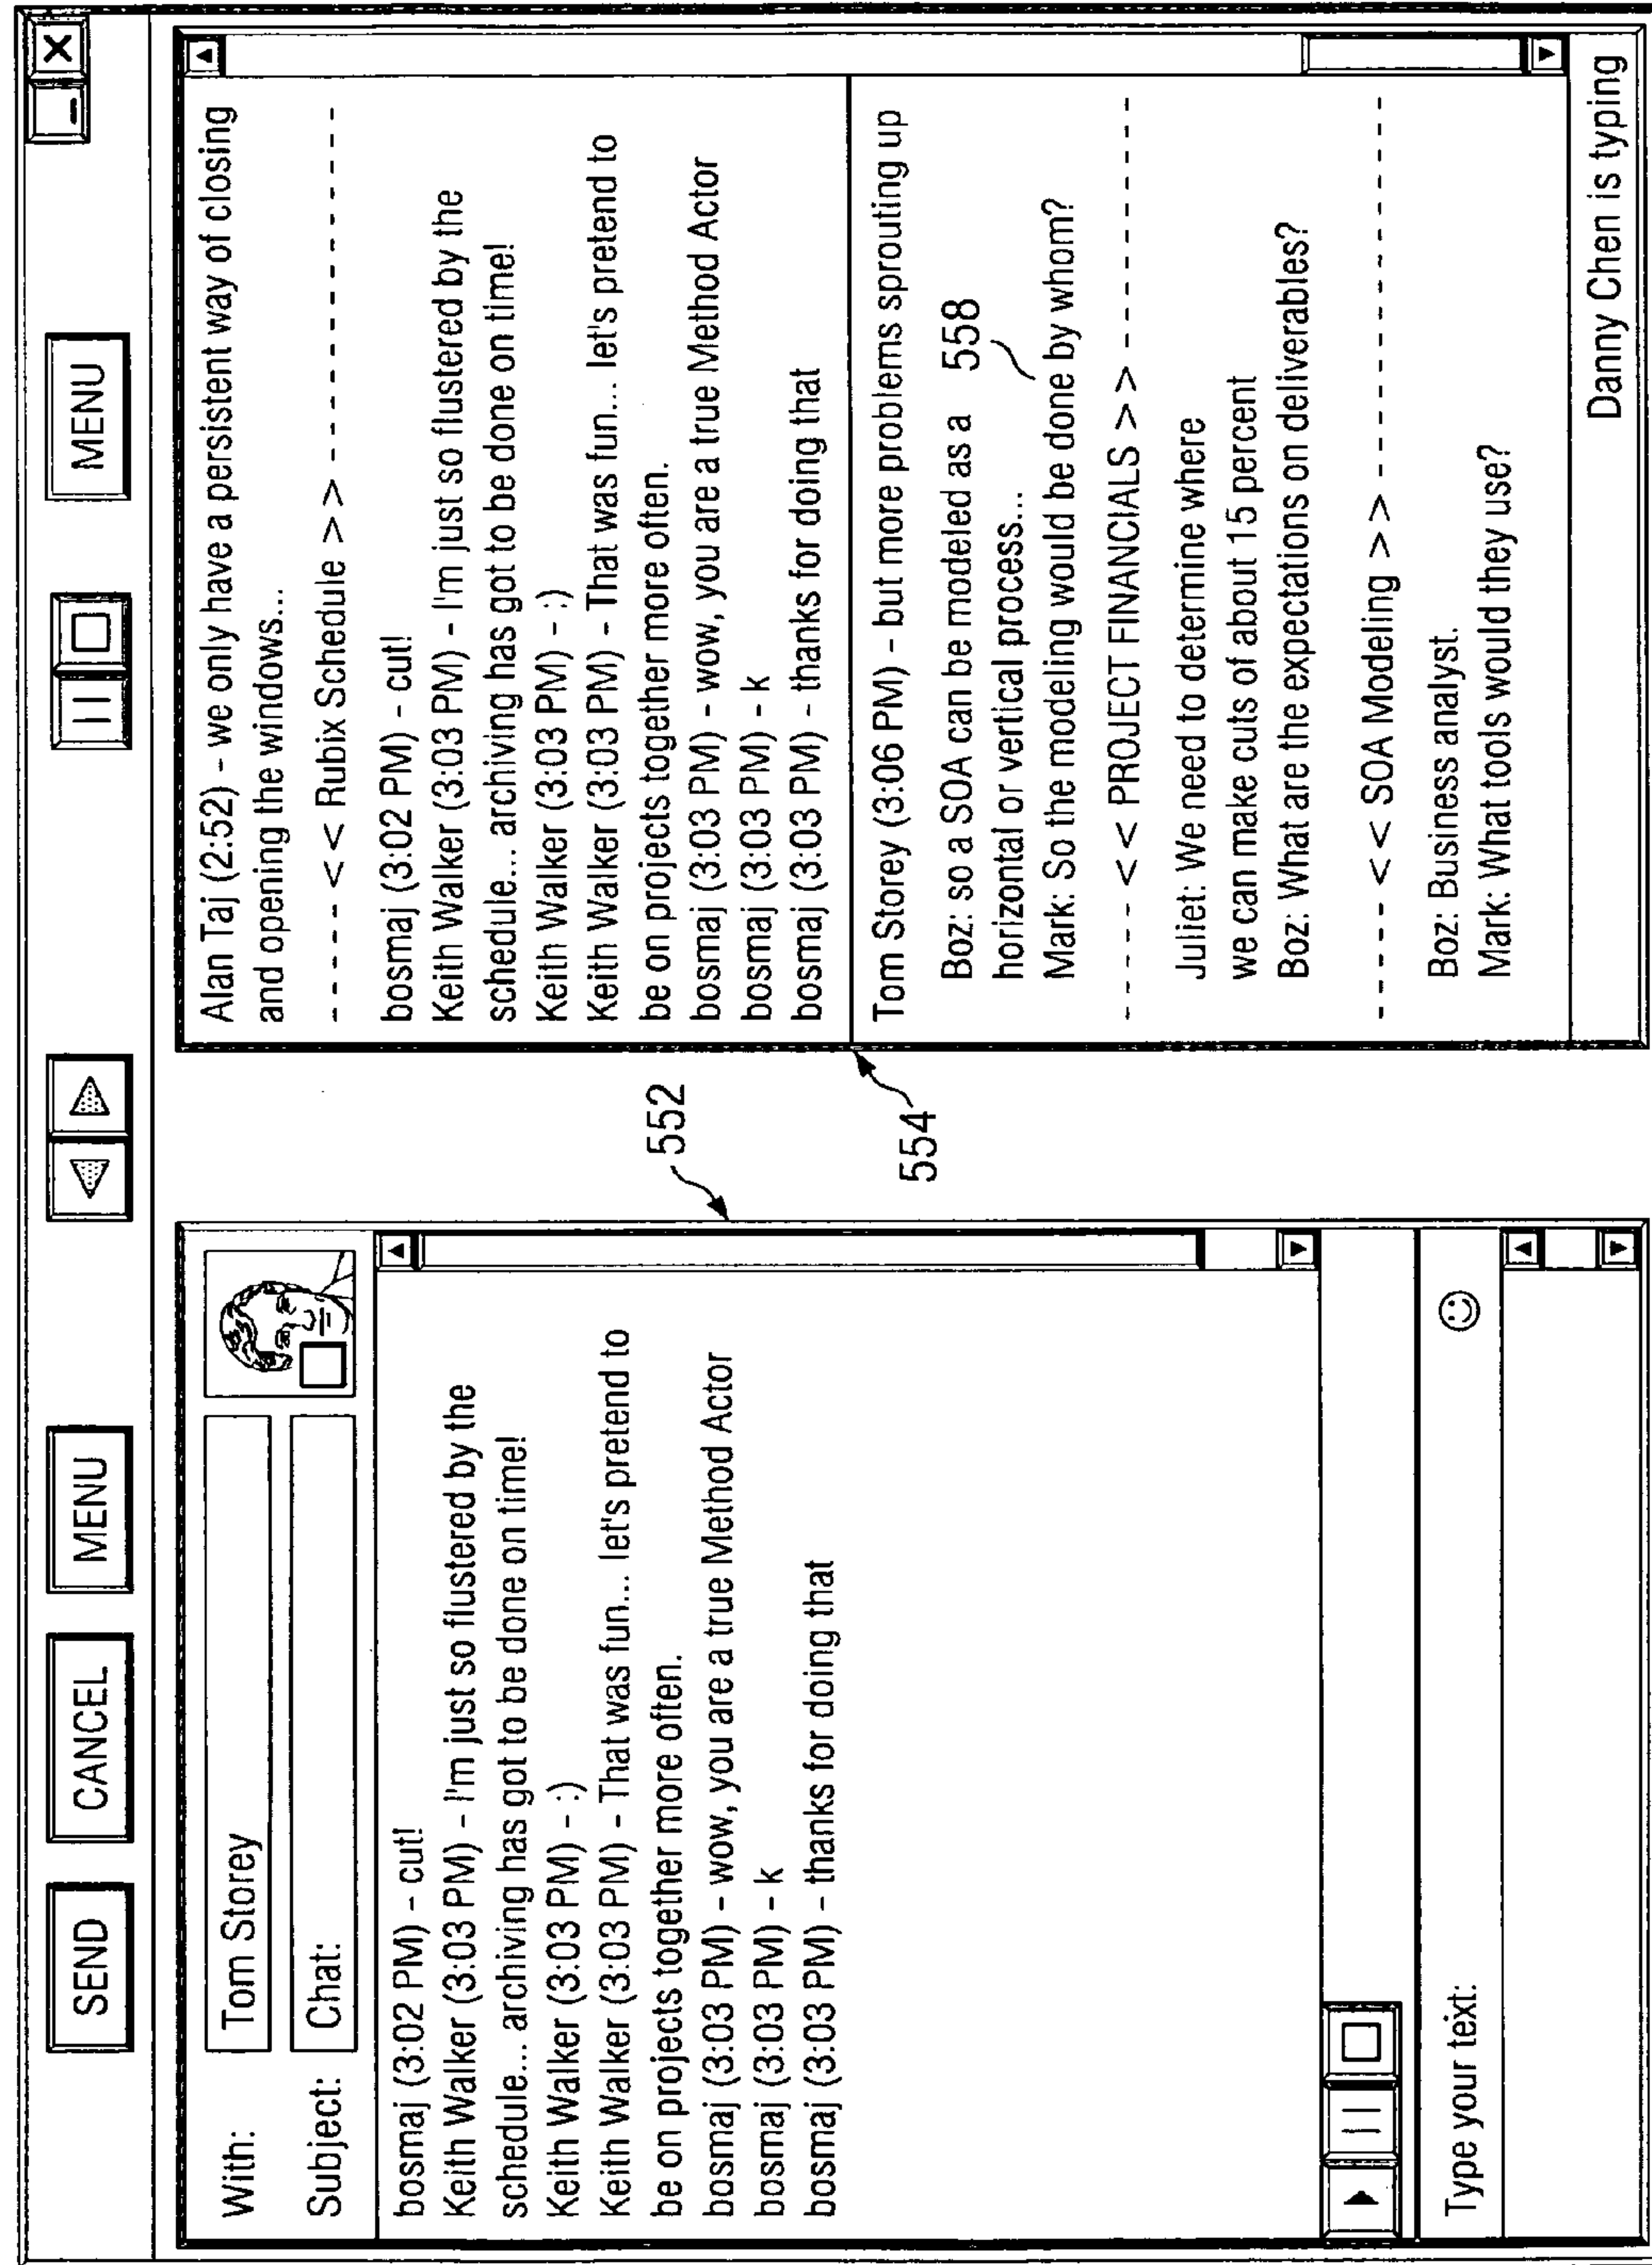 SEND CANCEL MENU MENU
With: Tom Storey
Subject: Chat:
bosmaj (3:02 PM) – cut!
Keith Walker (3:03 PM) – I'm just so flustered by the
schedule... archiving has got to be done on time!
Keith Walker (3:03 PM) – :)
Keith Walker (3:03 PM) – That was fun... let's pretend to
be on projects together more often.
bosmaj (3:03 PM) – wow, you are a true Method Actor
bosmaj (3:03 PM) – k
bosmaj (3:03 PM) – thanks for doing that
Type your text:
552
554
Alan Taj (2:52) – we only have a persistent way of closing
and opening the windows...
- - - - - < < Rubix Schedule > > - - - - - - - - - - - - - - - - -
bosmaj (3:02 PM) – cut!
Keith Walker (3:03 PM) – I'm just so flustered by the
schedule... archiving has got to be done on time!
Keith Walker (3:03 PM) – :)
Keith Walker (3:03 PM) – That was fun... let's pretend to
be on projects together more often.
bosmaj (3:03 PM) – wow, you are a true Method Actor
bosmaj (3:03 PM) – k
bosmaj (3:03 PM) – thanks for doing that
Tom Storey (3:06 PM) – but more problems sprouting up
Boz: so a SOA can be modeled as a 558
horizontal or vertical process...
Mark: So the modeling would be done by whom?
- - - - - < < PROJECT FINANCIALS > > - - - - - - - - - - - -
Juliet: We need to determine where
we can make cuts of about 15 percent
Boz: What are the expectations on deliverables?
- - - - - < < SOA Modeling > > - - - - - - - - - - - - - - - - -
Boz: Business analyst.
Mark: What tools would they use?
Danny Chen is typing